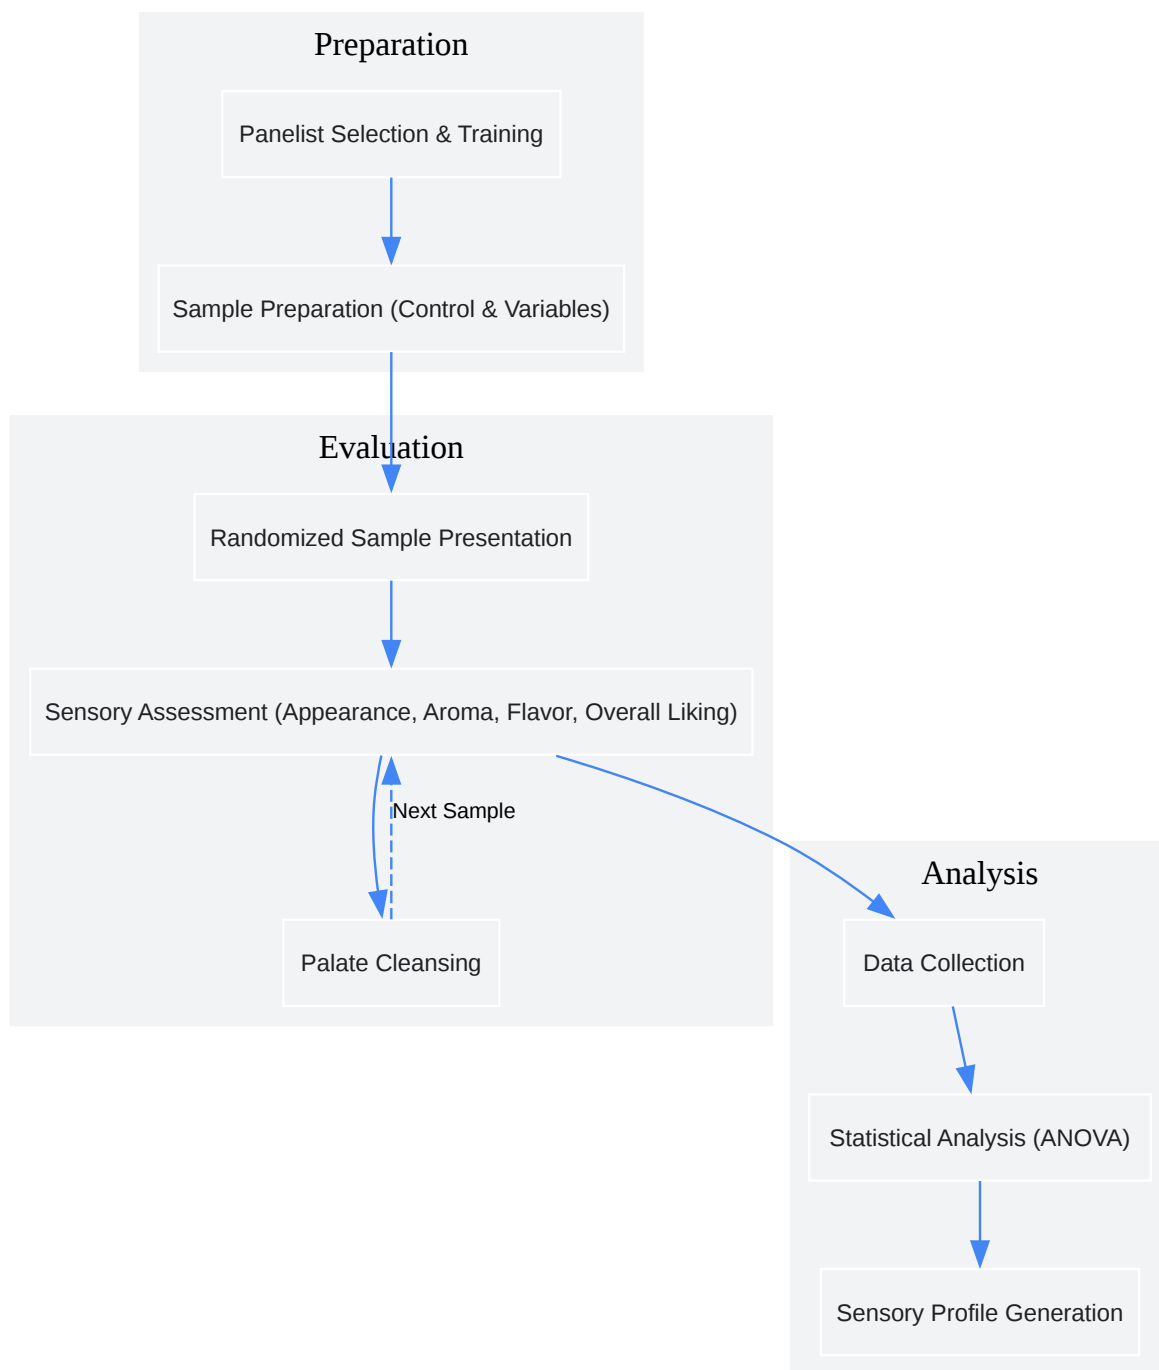 Preparation
Panelist Selection & Training
Sample Preparation (Control & Variables)
Evaluation
Randomized Sample Presentation
Sensory Assessment (Appearance, Aroma, Flavor, Overall Liking)
Next Sample
Palate Cleansing
Analysis
Data Collection
Statistical Analysis (ANOVA)
Sensory Profile Generation